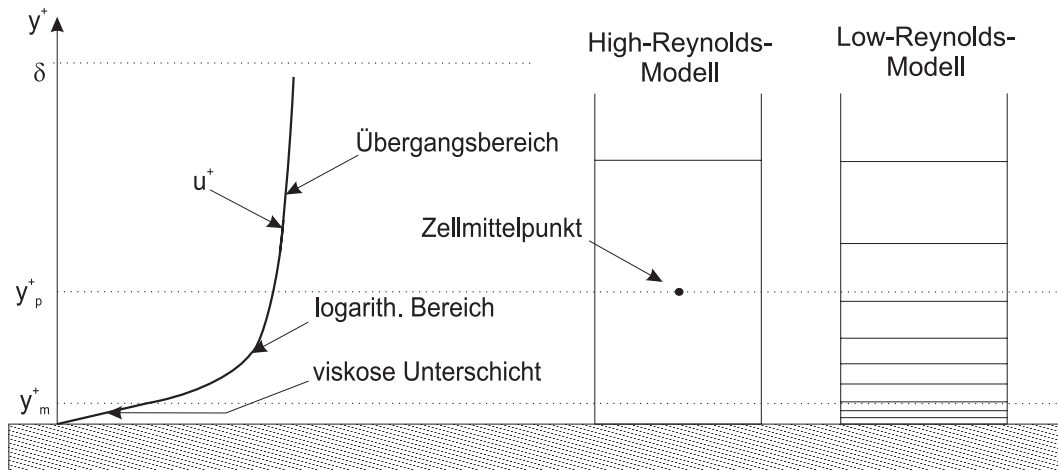 y+
δ
High-Reynolds-
Modell
Low-Reynolds-
Modell
Übergangsbereich
u+
Zellmittelpunkt
y+p
logarith. Bereich
viskose Unterschicht
y+m